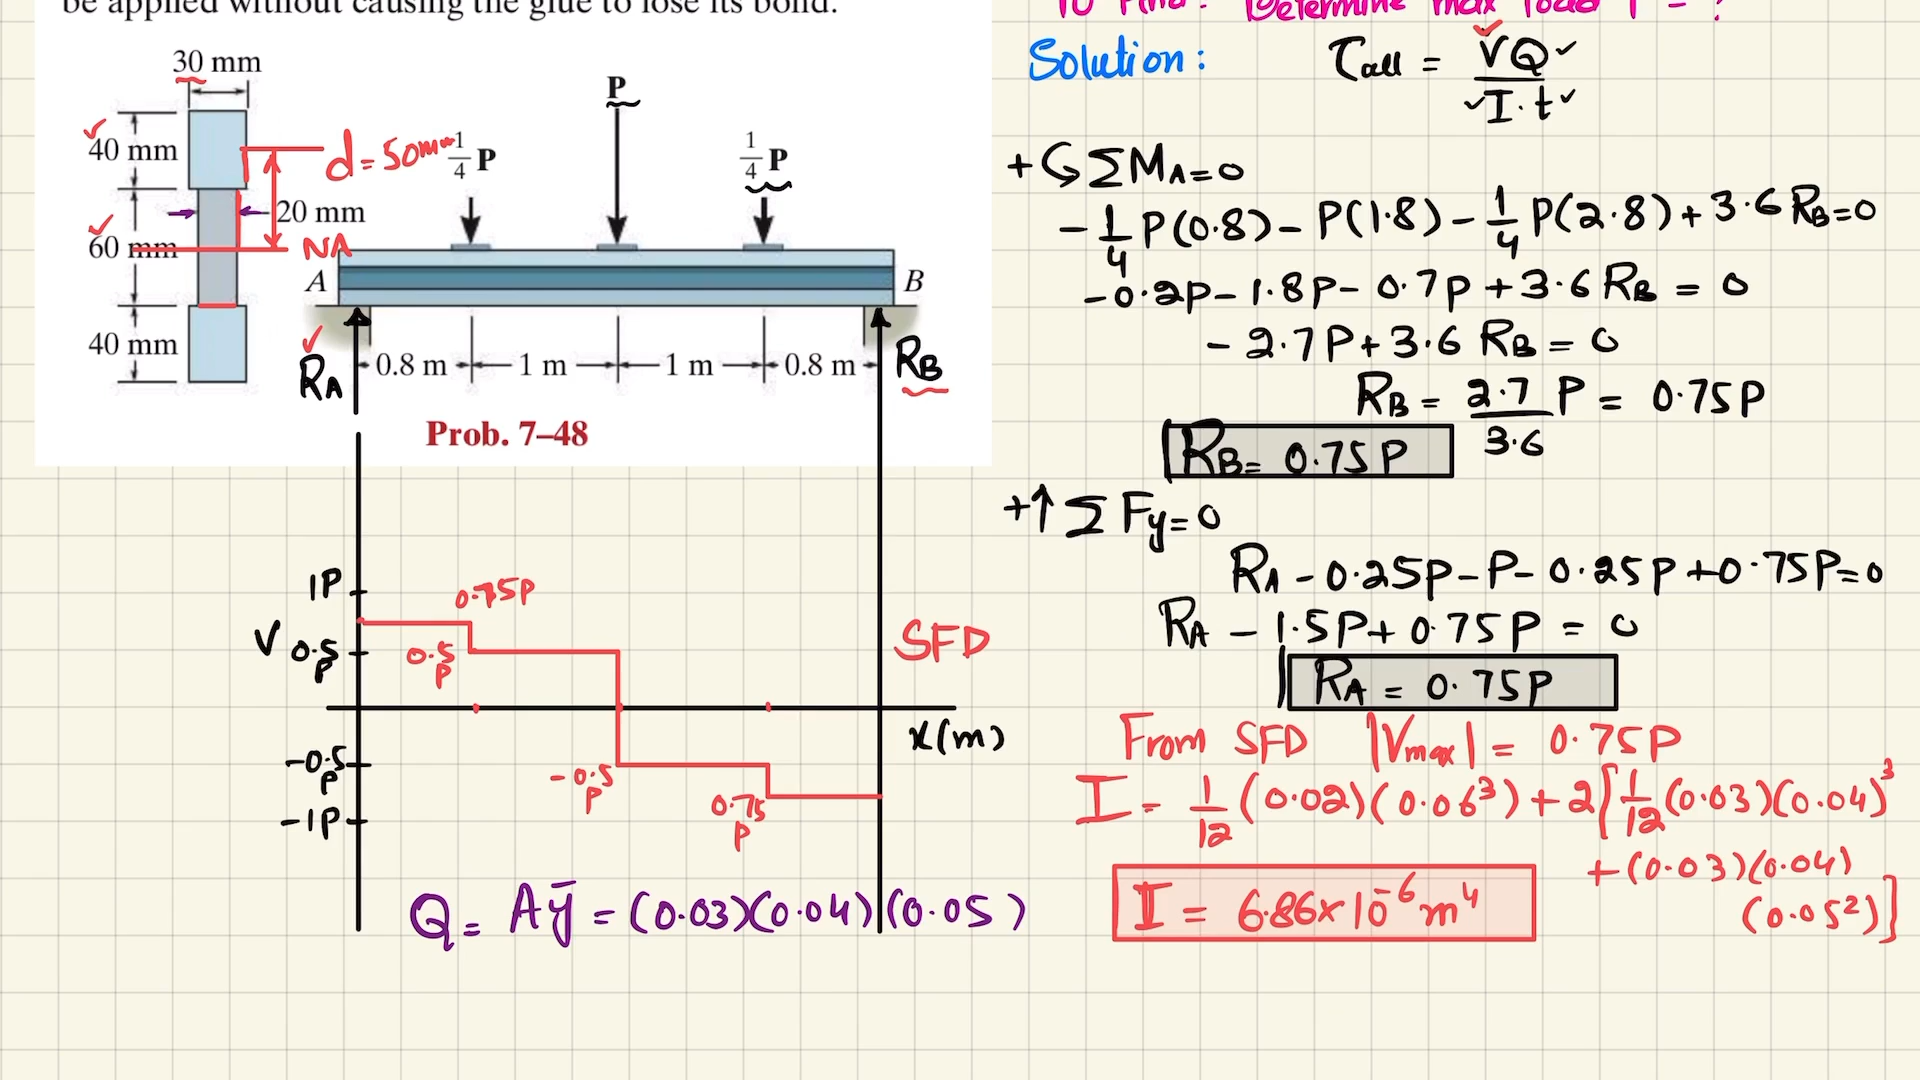 be applied without causing the glue to lose its bond.
30 mm
40 mm
60 mm
40 mm
20 mm
d = 50mm
NA
1/4 P
P
1/4 P
A
B
RA
RB
0.8 m
1 m
1 m
0.8 m
Prob. 7–48
1P
V 0.5P
-0.5P
-1P
0.75P
0.5P
-0.5P
0.75P
SFD
x(m)
Q = Aȳ = (0.03)(0.04)(0.05)
To Find: Determine max load P = ?
Solution: τall = VQ / I.t
+↺ ΣMA=0
-1/4 P(0.8) - P(1.8) - 1/4 P(2.8) + 3.6 RB=0
-0.2P - 1.8P - 0.7P + 3.6 RB = 0
- 2.7P + 3.6 RB = 0
RB = 2.7/3.6 P = 0.75P
RB = 0.75P
+↑ ΣFy=0
RA - 0.25P - P - 0.25P + 0.75P=0
RA - 1.5P + 0.75P = 0
RA = 0.75P
From SFD |Vmax| = 0.75P
I = 1/12 (0.02)(0.06³) + 2[1/12 (0.03)(0.04)³
+(0.03)(0.04)
(0.05²)]
I = 6.86×10⁻⁶ m⁴